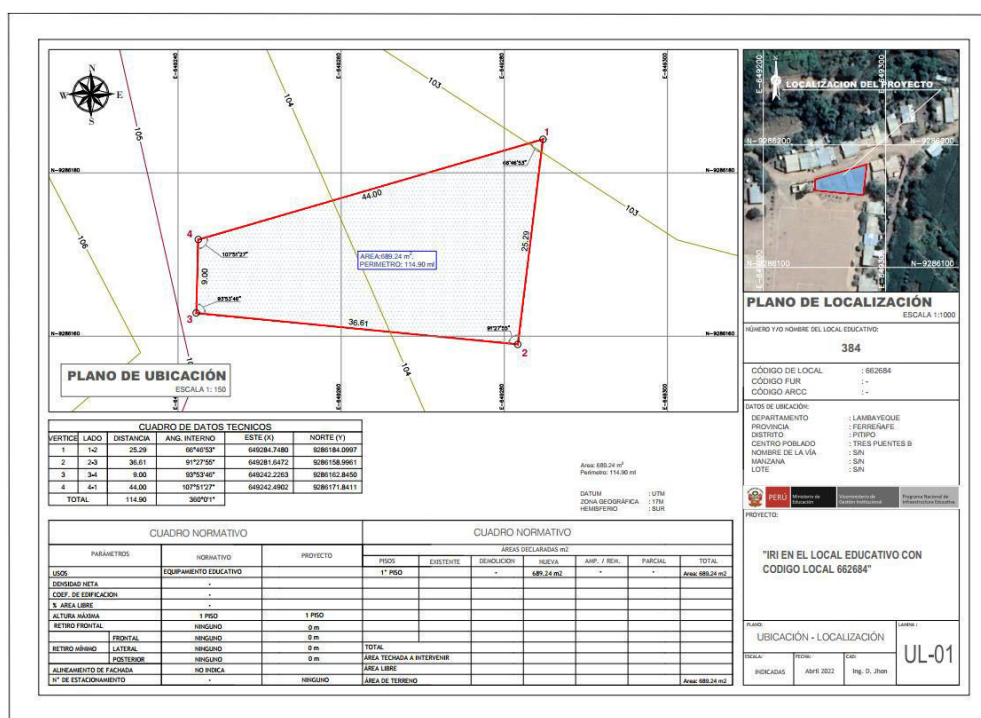 N
W E
S
E-649240
E-649260
E-649280
E-649300
106
105
104
103
103
104
N-9286180
N-9286180
N-9286160
N-9286160
1
2
3
4
44.00
25.29
36.61
9.00
107°51'27"
93°53'46"
91°27'55"
AREA:689.24 m².
PERIMETRO: 114.90 ml
PLANO DE UBICACIÓN
ESCALA 1: 150
CUADRO DE DATOS TECNICOS
VERTICE LADO DISTANCIA ANG. INTERNO ESTE (X) NORTE (Y)
1 1-2 25.29 66°46'53" 649284.7480 9286184.0997
2 2-3 36.61 91°27'55" 649281.6472 9286158.9961
3 3-4 9.00 93°53'46" 649242.2263 9286162.8450
4 4-1 44.00 107°51'27" 649242.4902 9286171.8411
TOTAL 114.90 360°0'1"
Area: 689.24 m²
Perimetro: 114.90 ml
DATUM : UTM
ZONA GEOGRÁFICA : 17M
HEMISFERIO : SUR
CUADRO NORMATIVO
PARÁMETROS NORMATIVO PROYECTO
USOS EQUIPAMIENTO EDUCATIVO
DENSIDAD NETA -
COEF. DE EDIFICACION -
% AREA LIBRE -
ALTURA MÁXIMA 1 PISO 1 PISO
RETIRO FRONTAL NINGUNO 0 m
RETIRO MÍNIMO FRONTAL NINGUNO 0 m
LATERAL NINGUNO 0 m
POSTERIOR NINGUNO 0 m
ALINEAMIENTO DE FACHADA NO INDICA
N° DE ESTACIONAMIENTO - NINGUNO
CUADRO NORMATIVO
ÁREAS DECLARADAS m2
PISOS EXISTENTE DEMOLICION NUEVA AMP. / REM. PARCIAL TOTAL
1° PISO - 689.24 m2 - - Area: 689.24 m2
TOTAL
ÁREA TECHADA A INTERVENIR
ÁREA LIBRE
ÁREA DE TERRENO Area: 689.24 m2
E-649200
E-649300
LOCALIZACION DEL PROYECTO
N-9286200
N-9286200
N-9286100
PLANO DE LOCALIZACIÓN
ESCALA 1:1000
NÚMERO Y/O NOMBRE DEL LOCAL EDUCATIVO:
384
CÓDIGO DE LOCAL : 662684
CÓDIGO FUR : -
CÓDIGO ARCC : -
DATOS DE UBICACIÓN:
DEPARTAMENTO : LAMBAYEQUE
PROVINCIA : FERREÑAFE
DISTRITO : PITIPO
CENTRO POBLADO : TRES PUENTES B
NOMBRE DE LA VÍA : S/N
MANZANA : S/N
LOTE : S/N
PERÚ Ministerio de Educación Viceministerio de Gestión Institucional Programa Nacional de Infraestructura Educativa
PROYECTO:
"IRI EN EL LOCAL EDUCATIVO CON
CODIGO LOCAL 662684"
PLANO:
UBICACIÓN - LOCALIZACIÓN
LAMINA :
UL-01
ESCALA:
INDICADAS
FECHA:
Abril 2022
CAD:
Ing. D. Jhon